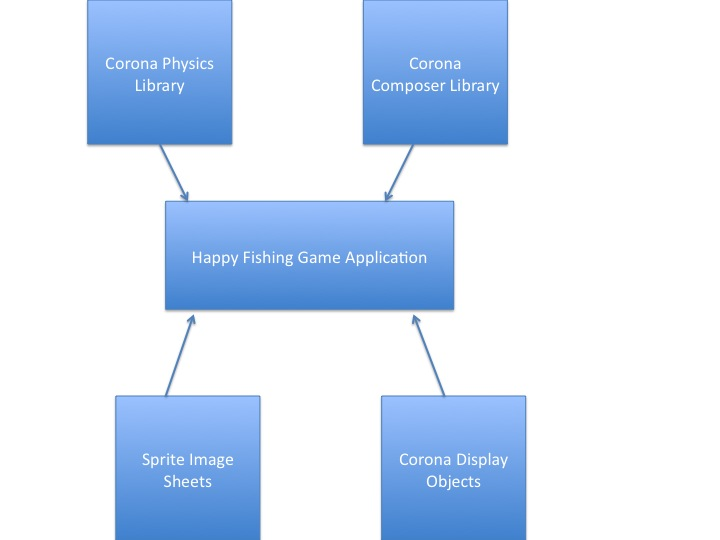 Corona Physics
Library
Corona
Composer Library
Happy Fishing Game Application
Sprite Image
Sheets
Corona Display
Objects